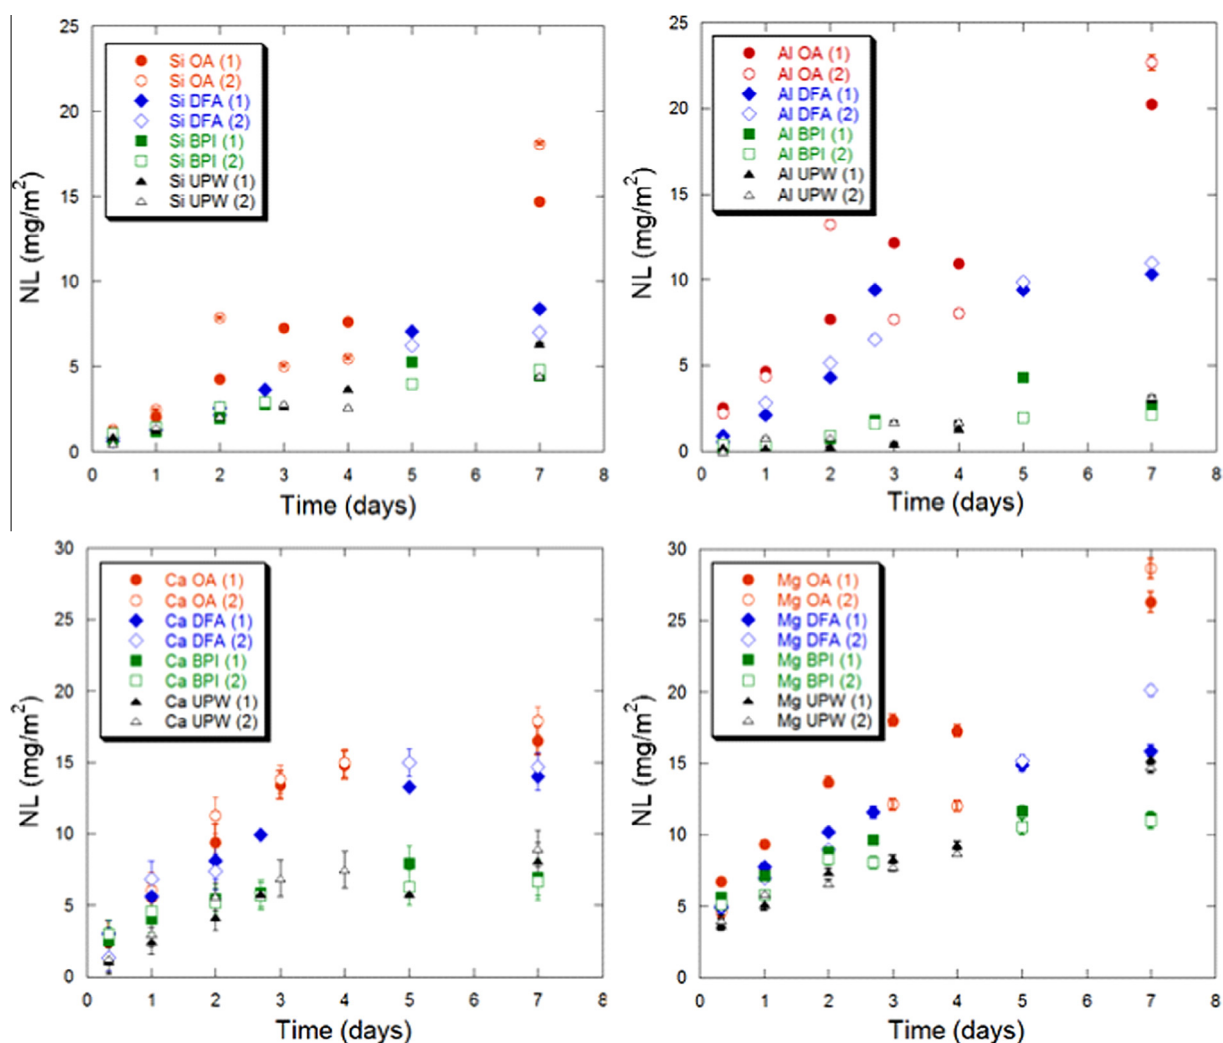 25
20
15
10
5
0
NL (mg/m²)
Si OA (1)
Si OA (2)
Si DFA (1)
Si DFA (2)
Si BPI (1)
Si BPI (2)
Si UPW (1)
Si UPW (2)
0 1 2 3 4 5 6 7 8
Time (days)
25
20
15
10
5
0
NL (mg/m²)
Al OA (1)
Al OA (2)
Al DFA (1)
Al DFA (2)
Al BPI (1)
Al BPI (2)
Al UPW (1)
Al UPW (2)
0 1 2 3 4 5 6 7 8
Time (days)
30
25
20
15
10
5
0
NL (mg/m²)
Ca OA (1)
Ca OA (2)
Ca DFA (1)
Ca DFA (2)
Ca BPI (1)
Ca BPI (2)
Ca UPW (1)
Ca UPW (2)
0 1 2 3 4 5 6 7 8
Time (days)
30
25
20
15
10
5
0
NL (mg/m²)
Mg OA (1)
Mg OA (2)
Mg DFA (1)
Mg DFA (2)
Mg BPI (1)
Mg BPI (2)
Mg UPW (1)
Mg UPW (2)
0 1 2 3 4 5 6 7 8
Time (days)